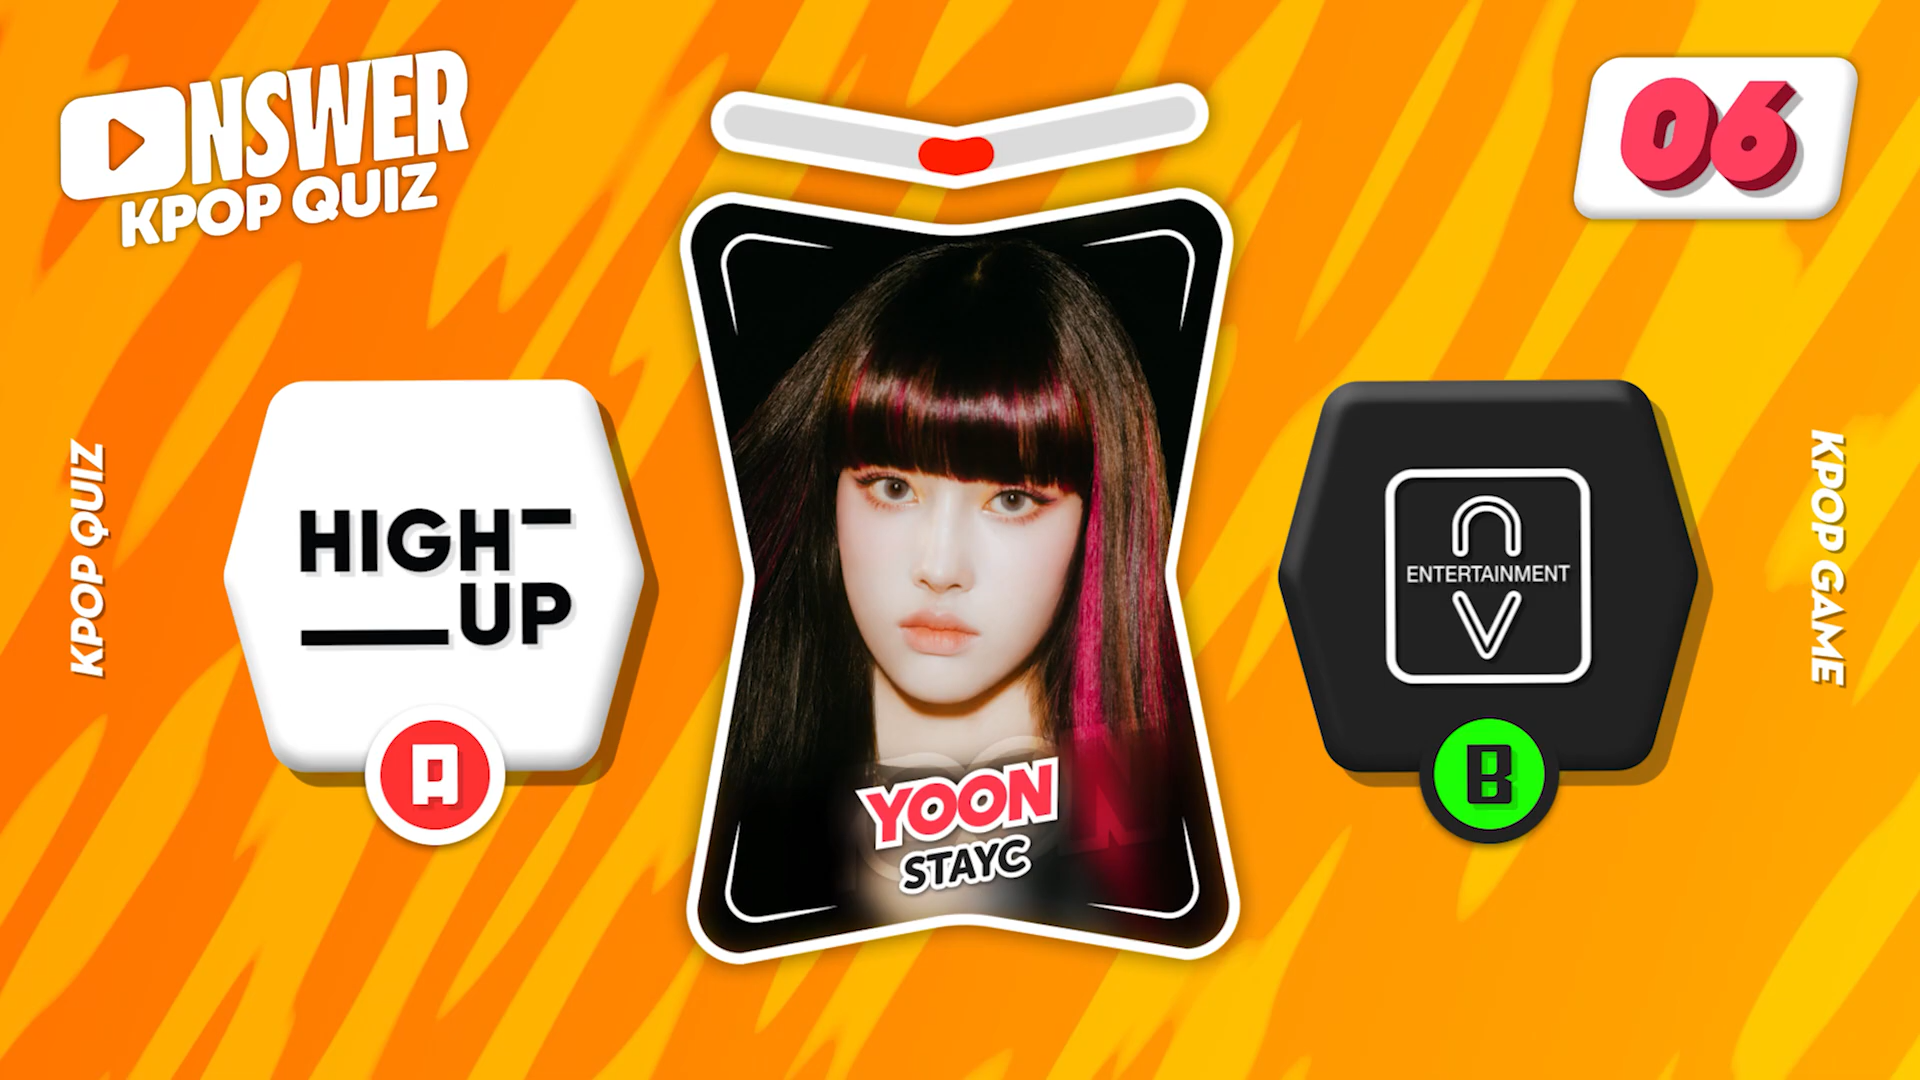 NSWER
KPOP QUIZ
06
KPOP QUIZ
HIGH
UP
A
YOON
STAYC
n
ENTERTAINMENT
V
B
KPOP GAME